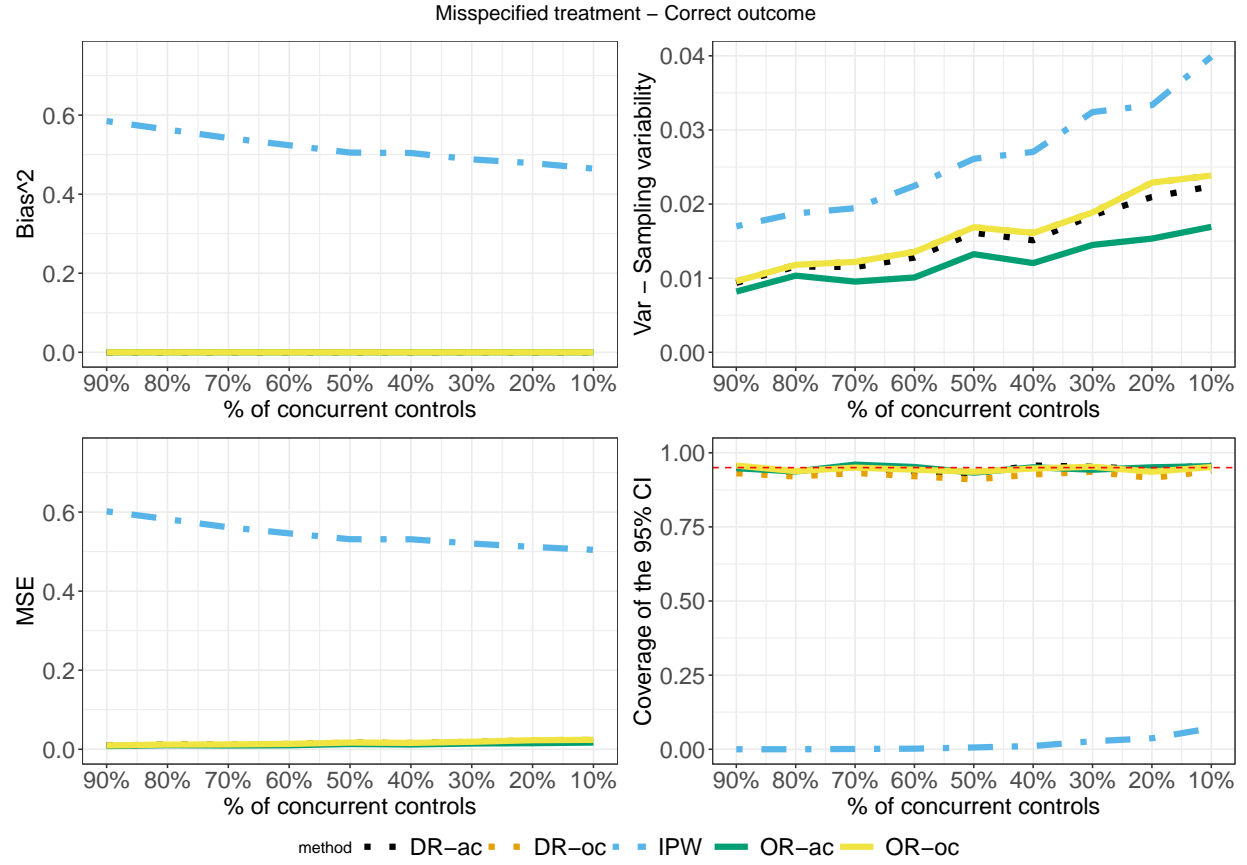 Misspecified treatment − Correct outcome
Bias^2
0.6
0.4
0.2
0.0
90% 80% 70% 60% 50% 40% 30% 20% 10%
% of concurrent controls
Var − Sampling variability
0.04
0.03
0.02
0.01
0.00
90% 80% 70% 60% 50% 40% 30% 20% 10%
% of concurrent controls
MSE
0.6
0.4
0.2
0.0
90% 80% 70% 60% 50% 40% 30% 20% 10%
% of concurrent controls
Coverage of the 95% CI
1.00
0.75
0.50
0.25
0.00
90% 80% 70% 60% 50% 40% 30% 20% 10%
% of concurrent controls
method DR−ac DR−oc IPW OR−ac OR−oc